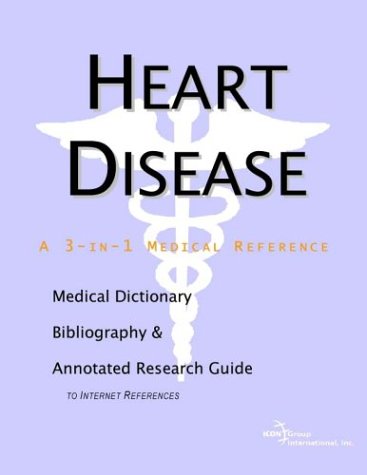 HEART
DISEASE
A 3-IN-1 MEDICAL REFERENCE
Medical Dictionary
Bibliography &
Annotated Research Guide
TO INTERNET REFERENCES
ICON Group
International, Inc.